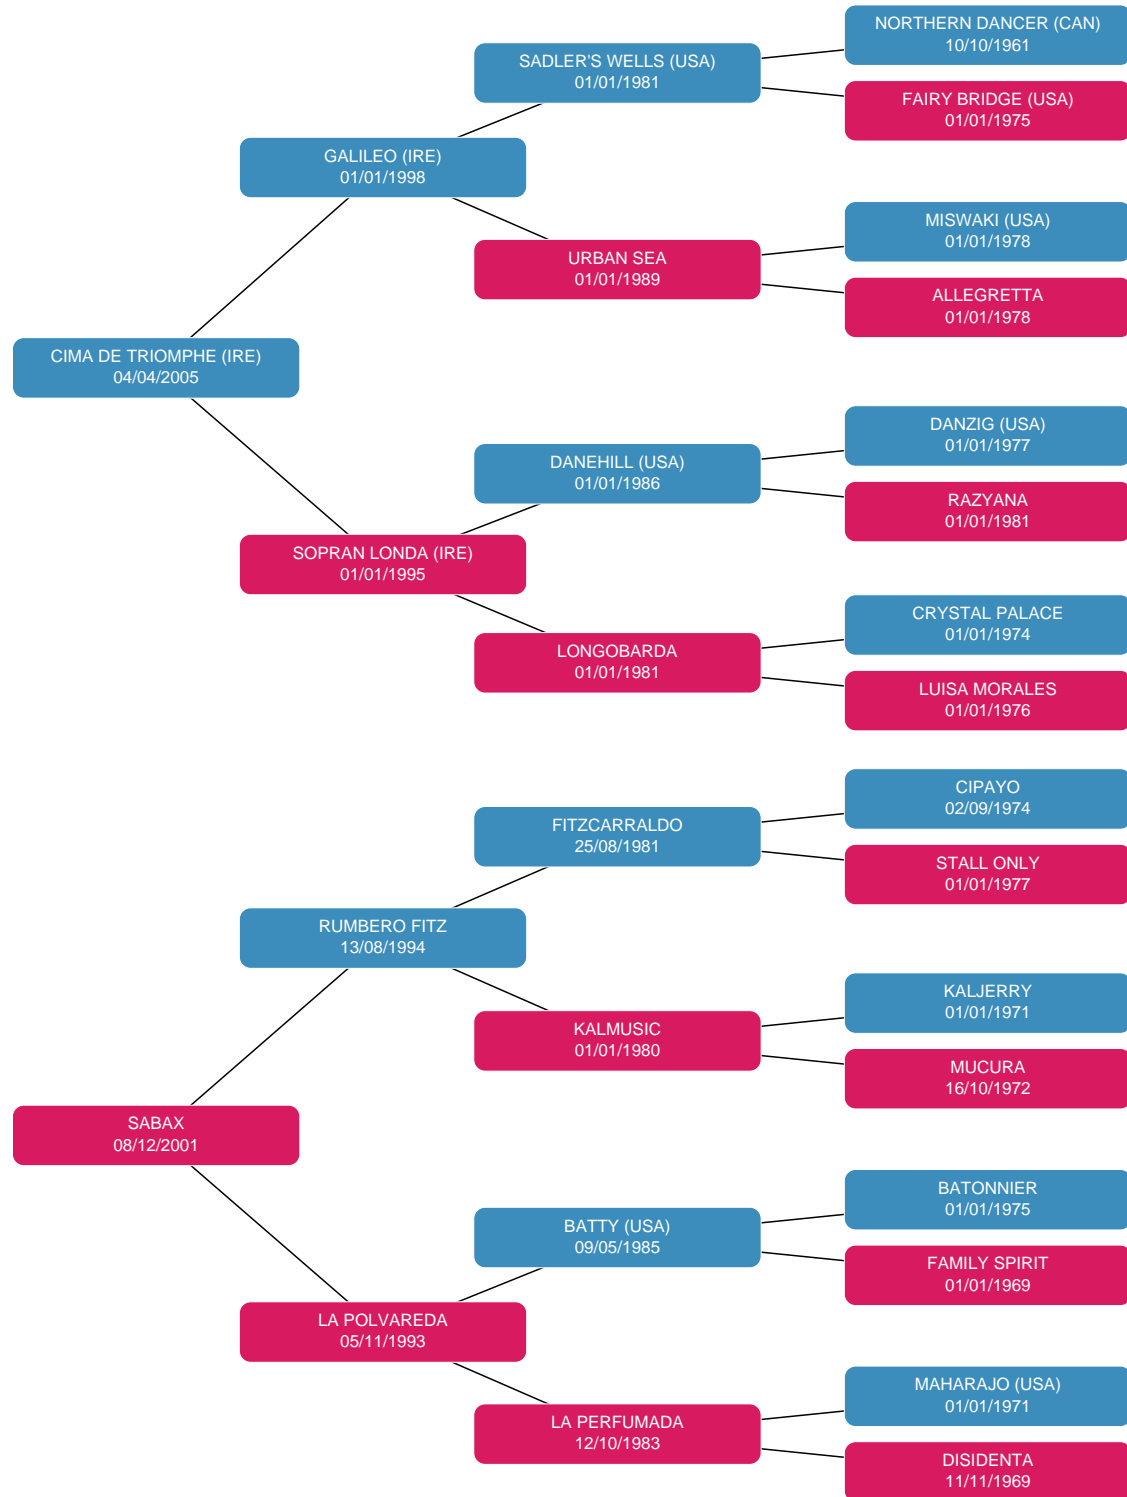 NORTHERN DANCER (CAN)
10/10/1961
SADLER'S WELLS (USA)
01/01/1981
FAIRY BRIDGE (USA)
01/01/1975
GALILEO (IRE)
01/01/1998
MISWAKI (USA)
01/01/1978
URBAN SEA
01/01/1989
ALLEGRETTA
01/01/1978
CIMA DE TRIOMPHE (IRE)
04/04/2005
DANZIG (USA)
01/01/1977
DANEHILL (USA)
01/01/1986
RAZYANA
01/01/1981
SOPRAN LONDA (IRE)
01/01/1995
CRYSTAL PALACE
01/01/1974
LONGOBARDA
01/01/1981
LUISA MORALES
01/01/1976
CIPAYO
02/09/1974
FITZCARRALDO
25/08/1981
STALL ONLY
01/01/1977
RUMBERO FITZ
13/08/1994
KALJERRY
01/01/1971
KALMUSIC
01/01/1980
MUCURA
16/10/1972
SABAX
08/12/2001
BATONNIER
01/01/1975
BATTY (USA)
09/05/1985
FAMILY SPIRIT
01/01/1969
LA POLVAREDA
05/11/1993
MAHARAJO (USA)
01/01/1971
LA PERFUMADA
12/10/1983
DISIDENTA
11/11/1969